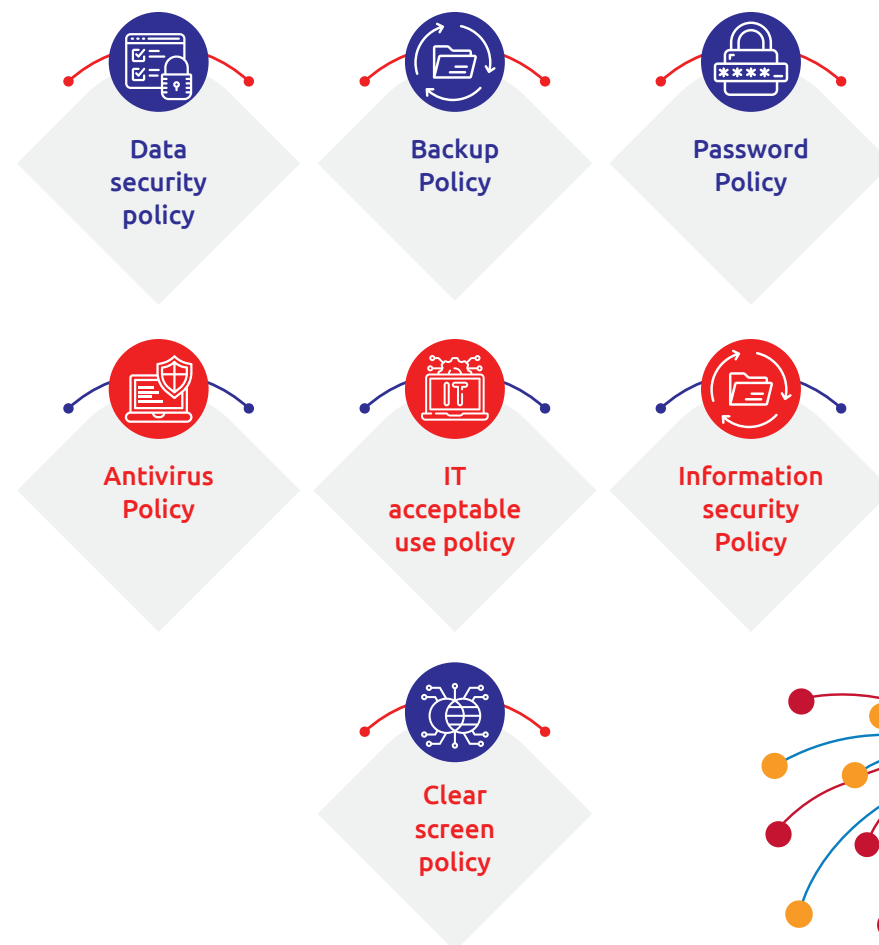 Data
security
policy
Backup
Policy
****_
Password
Policy
Antivirus
Policy
IT
IT
acceptable
use policy
Information
security
Policy
Clear
screen
policy